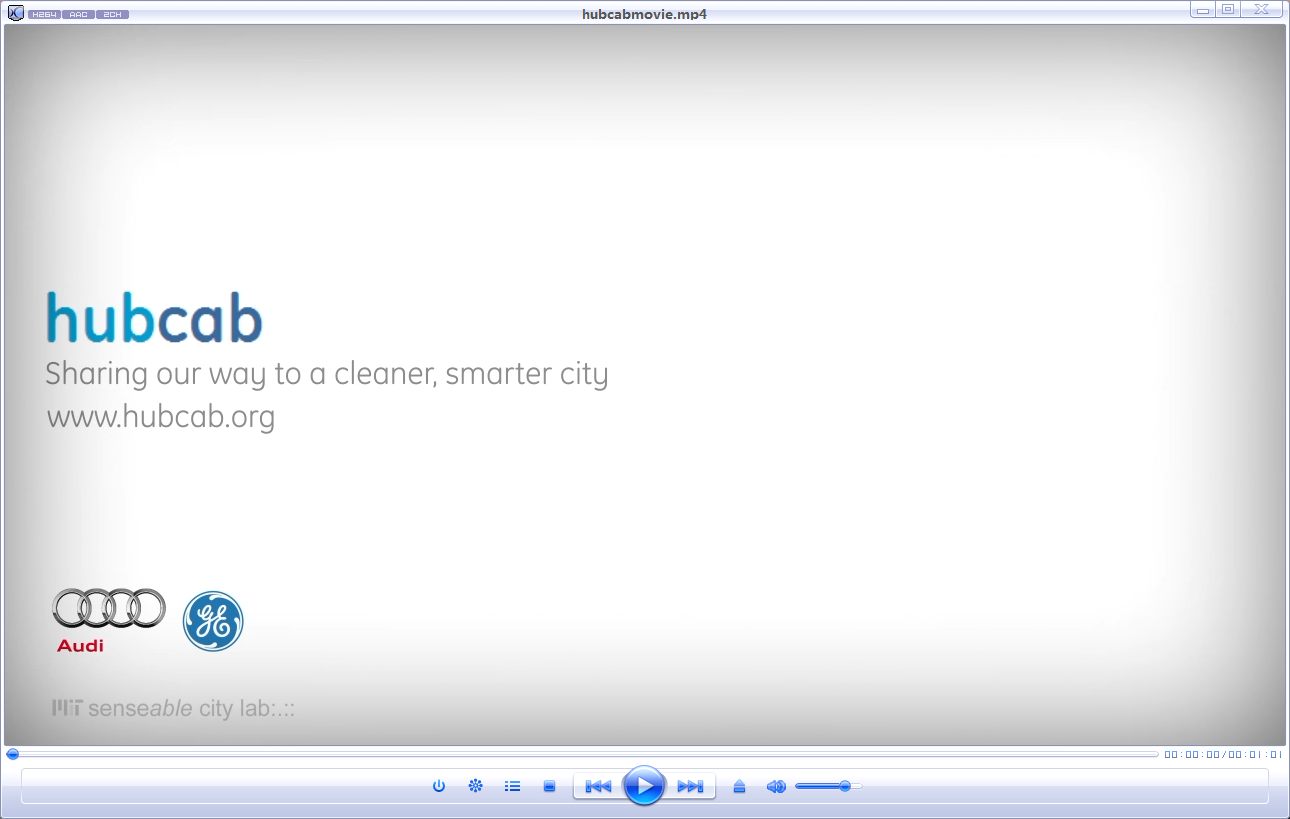 H264 AAC 2CH
hubcabmovie.mp4
hubcab
Sharing our way to a cleaner, smarter city
www.hubcab.org
Audi
GE
MIT senseable city lab:.::
00:00:00/00:01:01